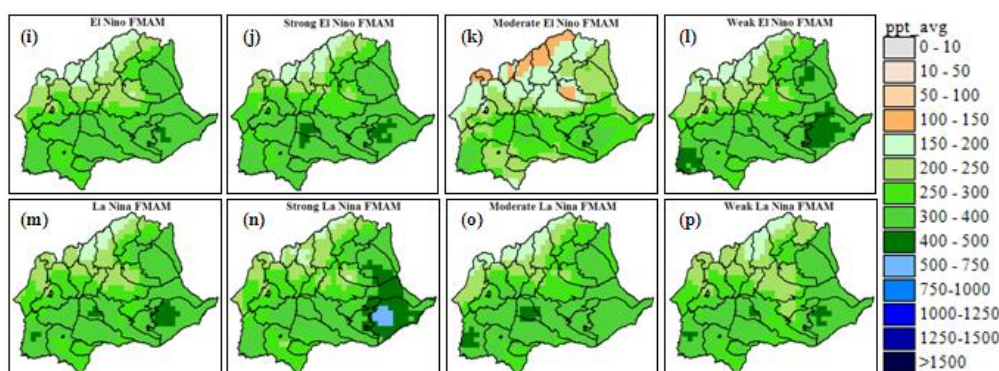 El Nino FMAM
(i)
Strong El Nino FMAM
(j)
Moderate El Nino FMAM
(k)
Weak El Nino FMAM
(l)
La Nina FMAM
(m)
Strong La Nina FMAM
(n)
Moderate La Nina FMAM
(o)
Weak La Nina FMAM
(p)
ppt_avg
0 - 10
10 - 50
50 - 100
100 - 150
150 - 200
200 - 250
250 - 300
300 - 400
400 - 500
500 - 750
750-1000
1000-1250
1250-1500
>1500